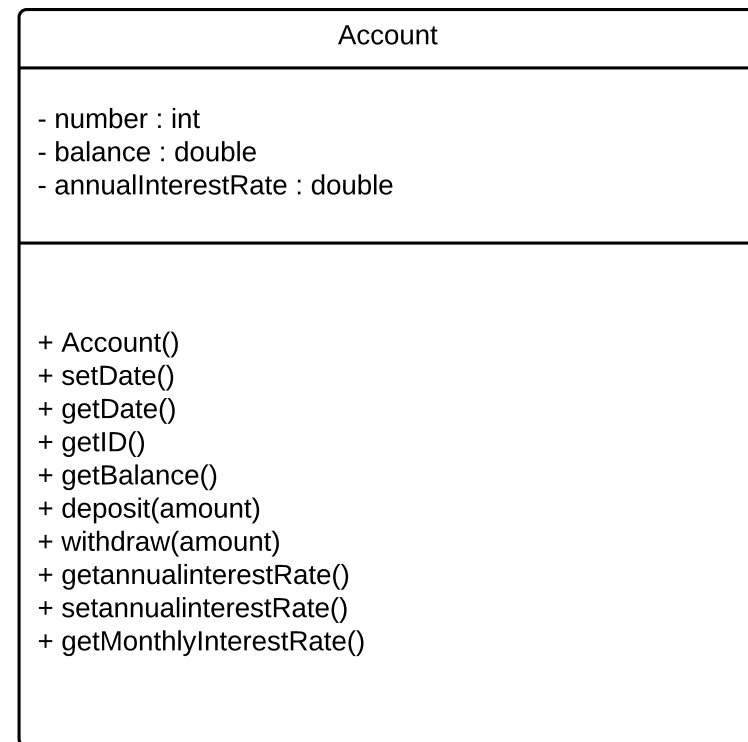 Account
- number : int
- balance : double
- annualInterestRate : double
+ Account()
+ setDate()
+ getDate()
+ getID()
+ getBalance()
+ deposit(amount)
+ withdraw(amount)
+ getannualinterestRate()
+ setannualinterestRate()
+ getMonthlyInterestRate()